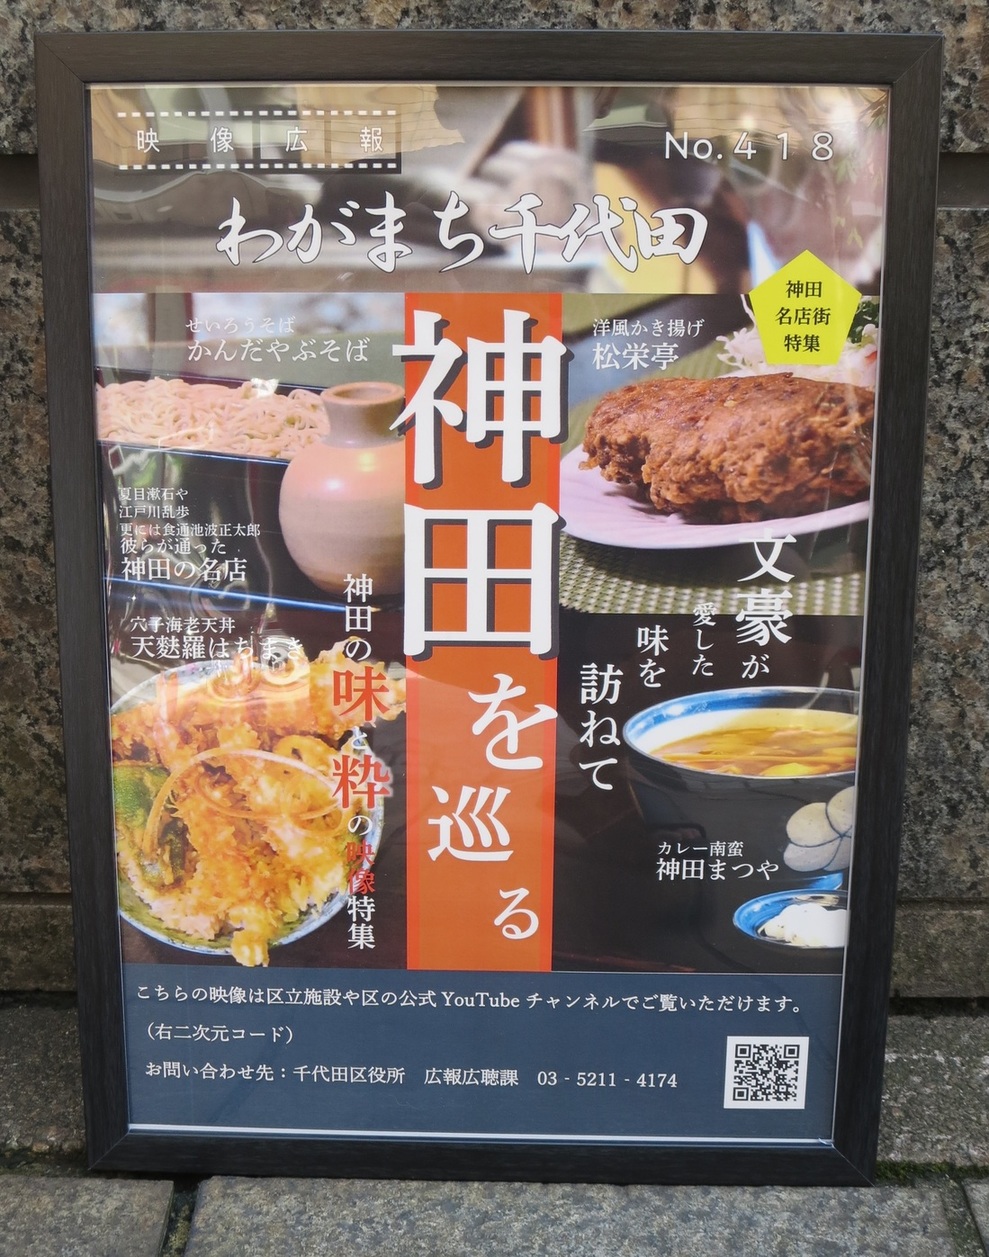 映像広報
No.418
わがまち千代田
神田
名店街
特集
せいろうそば
かんだやぶそば
洋風かき揚げ
松栄亭
神田を巡る
夏目漱石や
江戸川乱歩
更には食通池波正太郎
彼らが通った
神田の名店
文豪が
愛した
味を
訪ねて
穴子海老天丼
天麩羅はちまき
神田の味と粋の映像特集
カレー南蛮
神田まつや
こちらの映像は区立施設や区の公式 YouTube チャンネルでご覧いただけます。
（右二次元コード）
お問い合わせ先：千代田区役所 広報広聴課 03-5211-4174